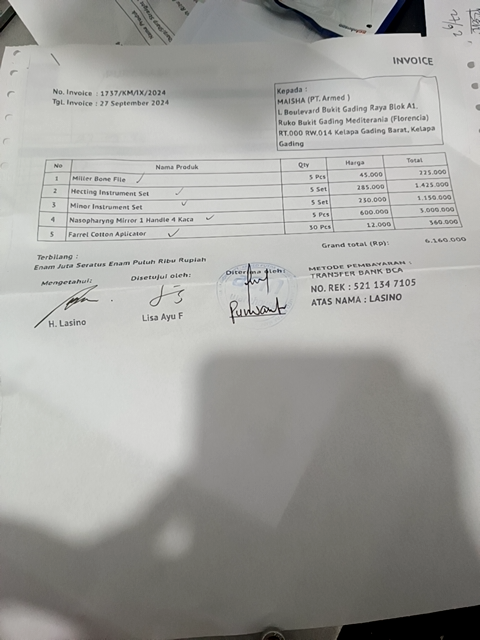 INVOICE
No. Invoice : 1737/KM/IX/2024
Tgl. Invoice : 27 September 2024
Kepada :
MAISHA (PT. Armed )
l. Boulevard Bukit Gading Raya Blok A1.
Ruko Bukit Gading Mediterania (Florencia)
RT.000 RW.014 Kelapa Gading Barat, Kelapa
Gading
No Nama Produk Qty Harga Total
1 Miller Bone File 5 Pcs 45.000 225.000
2 Hecting Instrument Set 5 Set 285.000 1.425.000
3 Minor Instrument Set 5 Set 230.000 1.150.000
4 Nasopharyng Mirror 1 Handle 4 Kaca 5 Pcs 600.000 3.000.000
5 Farrel Cotton Aplicator 30 Pcs 12.000 360.000
Grand total (Rp): 6.160.000
Terbilang :
Enam Juta Seratus Enam Puluh Ribu Rupiah
Mengetahui: Disetujui oleh: Diterima oleh:
H. Lasino Lisa Ayu F Purwant
METODE PEMBAYARAN :
TRANSFER BANK BCA
NO. REK : 521 134 7105
ATAS NAMA : LASINO